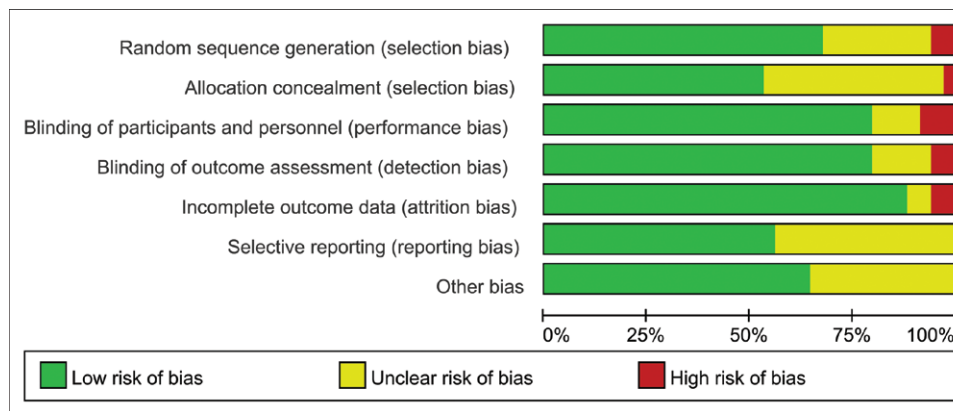 Random sequence generation (selection bias)
Allocation concealment (selection bias)
Blinding of participants and personnel (performance bias)
Blinding of outcome assessment (detection bias)
Incomplete outcome data (attrition bias)
Selective reporting (reporting bias)
Other bias
0% 25% 50% 75% 100%
Low risk of bias Unclear risk of bias High risk of bias